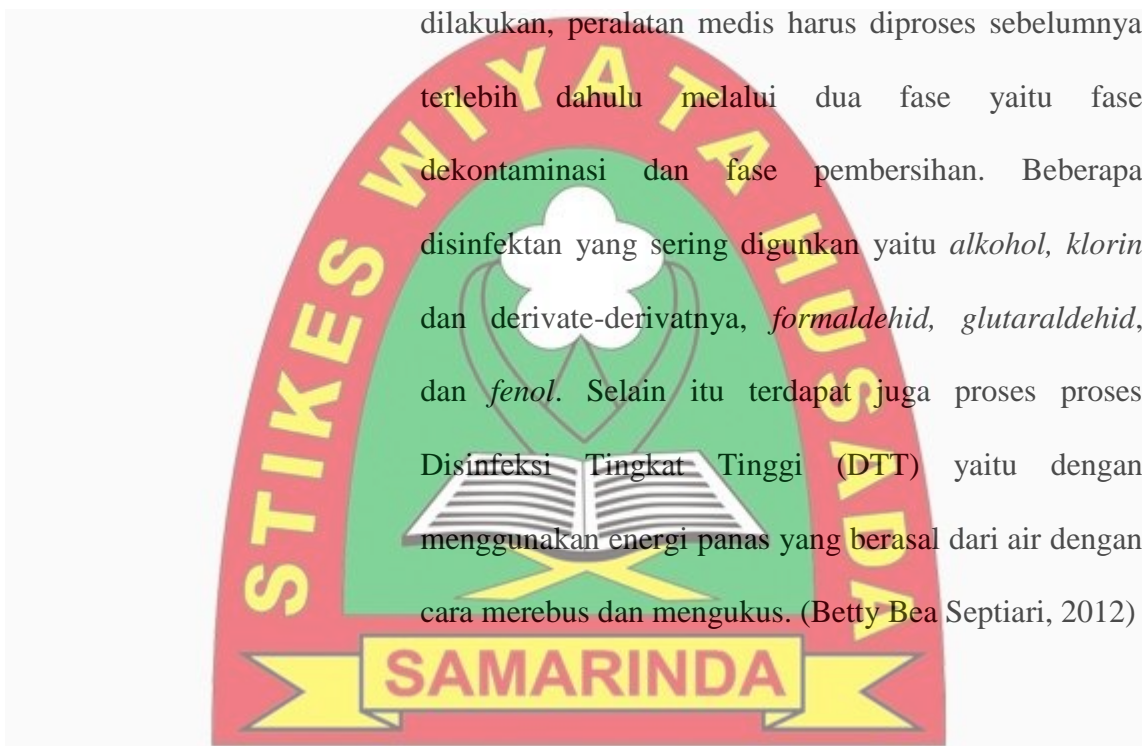 dilakukan, peralatan medis harus diproses sebelumnya
terlebih dahulu melalui dua fase yaitu fase
dekontaminasi dan fase pembersihan. Beberapa
disinfektan yang sering digunkan yaitu alkohol, klorin
dan derivate-derivatnya, formaldehid, glutaraldehid,
dan fenol. Selain itu terdapat juga proses proses
Disinfeksi Tingkat Tinggi (DTT) yaitu dengan
menggunakan energi panas yang berasal dari air dengan
cara merebus dan mengukus. (Betty Bea Septiari, 2012)
STIKES WIYATA HUSADA
SAMARINDA